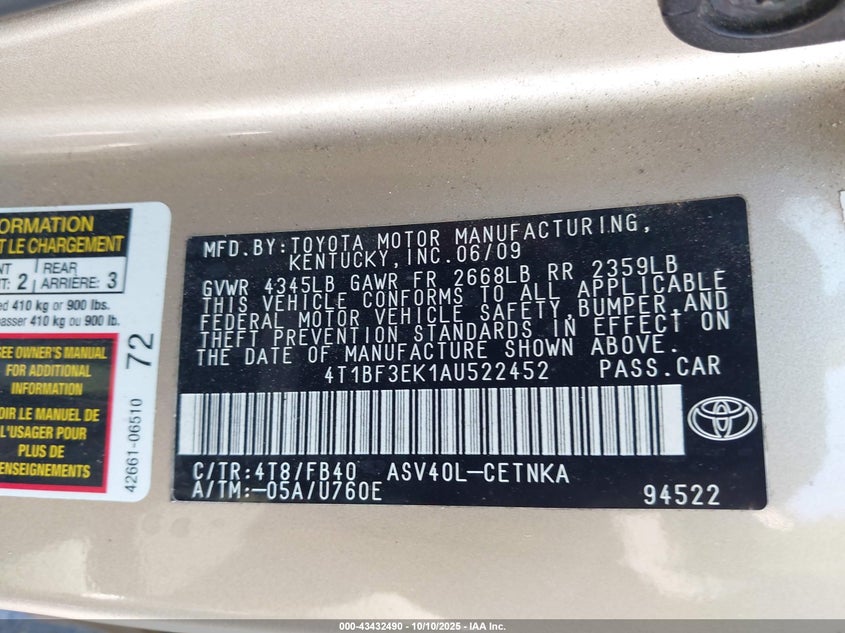 ORMATION
T LE CHARGEMENT
NT : 2 REAR ARRIÈRE : 3
ed 410 kg or 900 lbs.
passer 410 kg ou 900 lb.
SEE OWNER'S MANUAL
FOR ADDITIONAL
INFORMATION
OIR LE MANUEL DE
L'USAGER POUR
PLUS DE
ENSEIGNEMENTS
42661-06510 72
MFD.BY:TOYOTA MOTOR MANUFACTURING,
KENTUCKY,INC.06/09
GVWR 4345LB GAWR FR 2668LB RR 2359LB
THIS VEHICLE CONFORMS TO ALL APPLICABLE
FEDERAL MOTOR VEHICLE SAFETY,BUMPER,AND
THEFT PREVENTION STANDARDS IN EFFECT ON
THE DATE OF MANUFACTURE SHOWN ABOVE.
4T1BF3EK1AU522452 PASS.CAR
C/TR:4T8/FB40 ASV40L-CETNKA
A/TM:-05A/U760E 94522
000-43432490 - 10/10/2025 - IAA Inc.